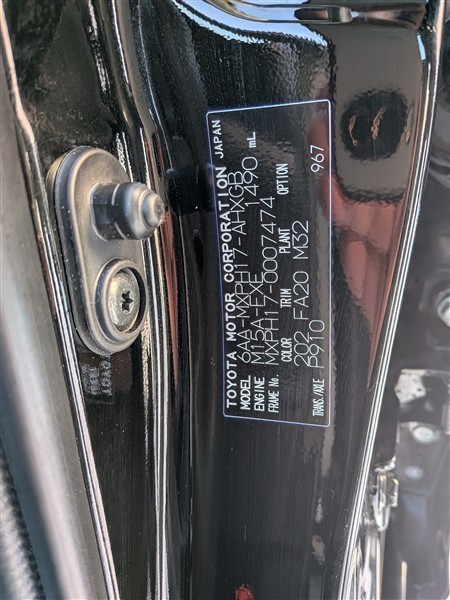 TOYOTA MOTOR CORPORATION JAPAN
MODEL 6AA-MXPH17-AHXGB
ENGINE M15A-FXE 1490 mL
FRAME No. MXPH17-0007474
COLOR TRIM PLANT OPTION
202 FA20 M32 967
TRANS./AXLE P910